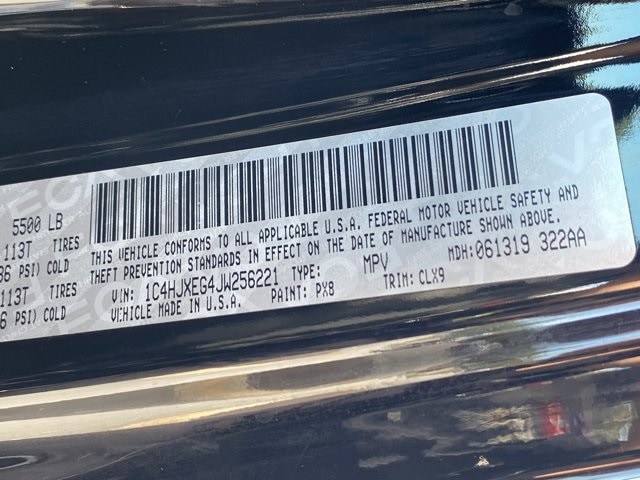 5500 LB
113T TIRES
36 PSI) COLD
113T TIRES
6 PSI) COLD
THIS VEHICLE CONFORMS TO ALL APPLICABLE U.S.A. FEDERAL MOTOR VEHICLE SAFETY AND
THEFT PREVENTION STANDARDS IN EFFECT ON THE DATE OF MANUFACTURE SHOWN ABOVE.
VIN: 1C4HJXEG4JW256221 TYPE: MPV MDH:061319 322AA
VEHICLE MADE IN U.S.A. PAINT: PX8 TRIM: CLX9